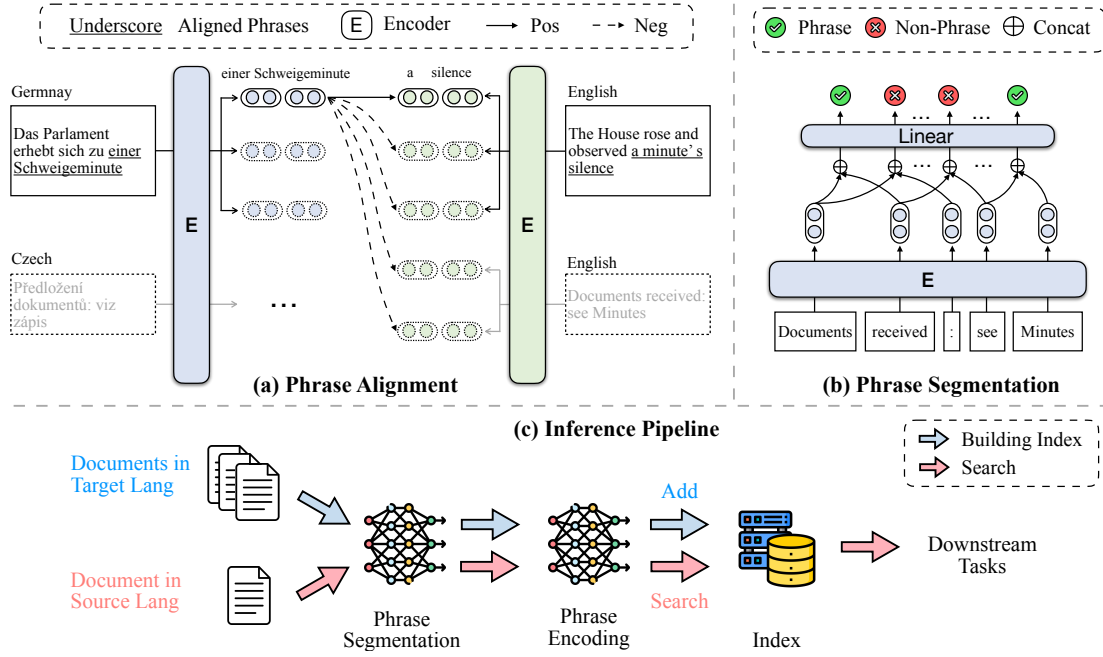 Underscore Aligned Phrases E Encoder Pos Neg
Phrase Non-Phrase Concat
einer Schweigeminute
a silence
Germnay
Das Parlament
erhebt sich zu einer
Schweigeminute
E
E
English
The House rose and
observed a minute's
silence
Czech
Předložení
dokumentů: viz
zápis
...
English
Documents received:
see Minutes
(a) Phrase Alignment
... ...
Linear
... ...
E
Documents received : see Minutes
(b) Phrase Segmentation
(c) Inference Pipeline
Building Index
Search
Documents in
Target Lang
Document in
Source Lang
Add
Search
Phrase
Segmentation
Phrase
Encoding
Index
Downstream
Tasks